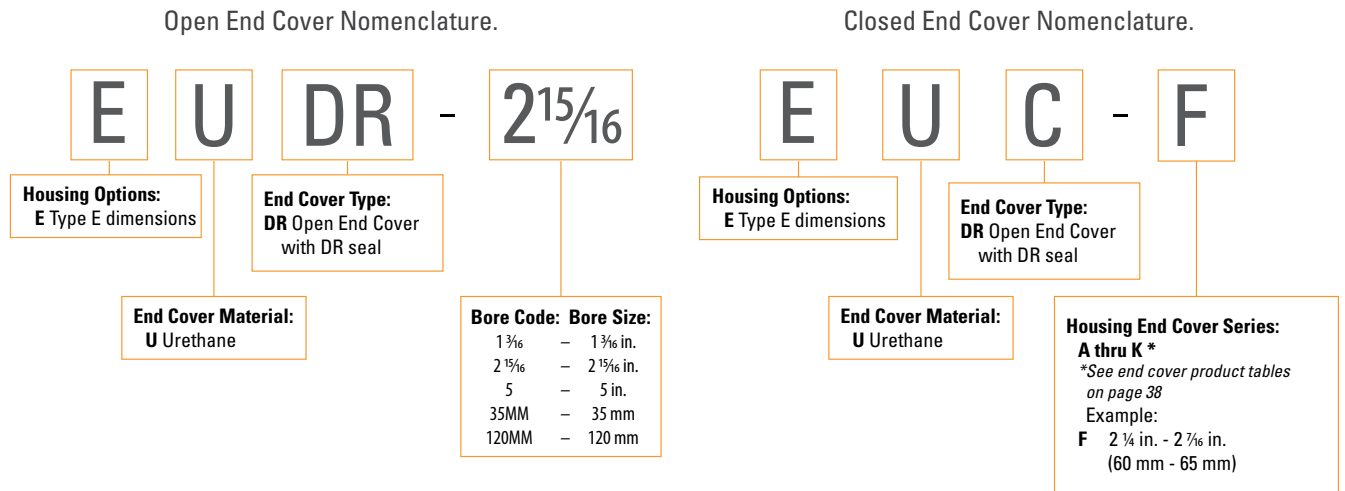 Open End Cover Nomenclature.
E U DR - 2 15/16
Housing Options:
E Type E dimensions
End Cover Type:
DR Open End Cover
with DR seal
End Cover Material:
U Urethane
Bore Code: Bore Size:
1 3/16 – 1 3/16 in.
2 15/16 – 2 15/16 in.
5 – 5 in.
35MM – 35 mm
120MM – 120 mm
Closed End Cover Nomenclature.
E U C - F
Housing Options:
E Type E dimensions
End Cover Type:
DR Open End Cover
with DR seal
End Cover Material:
U Urethane
Housing End Cover Series:
A thru K *
*See end cover product tables
on page 38
Example:
F 2 ¼ in. - 2 7/16 in.
(60 mm - 65 mm)